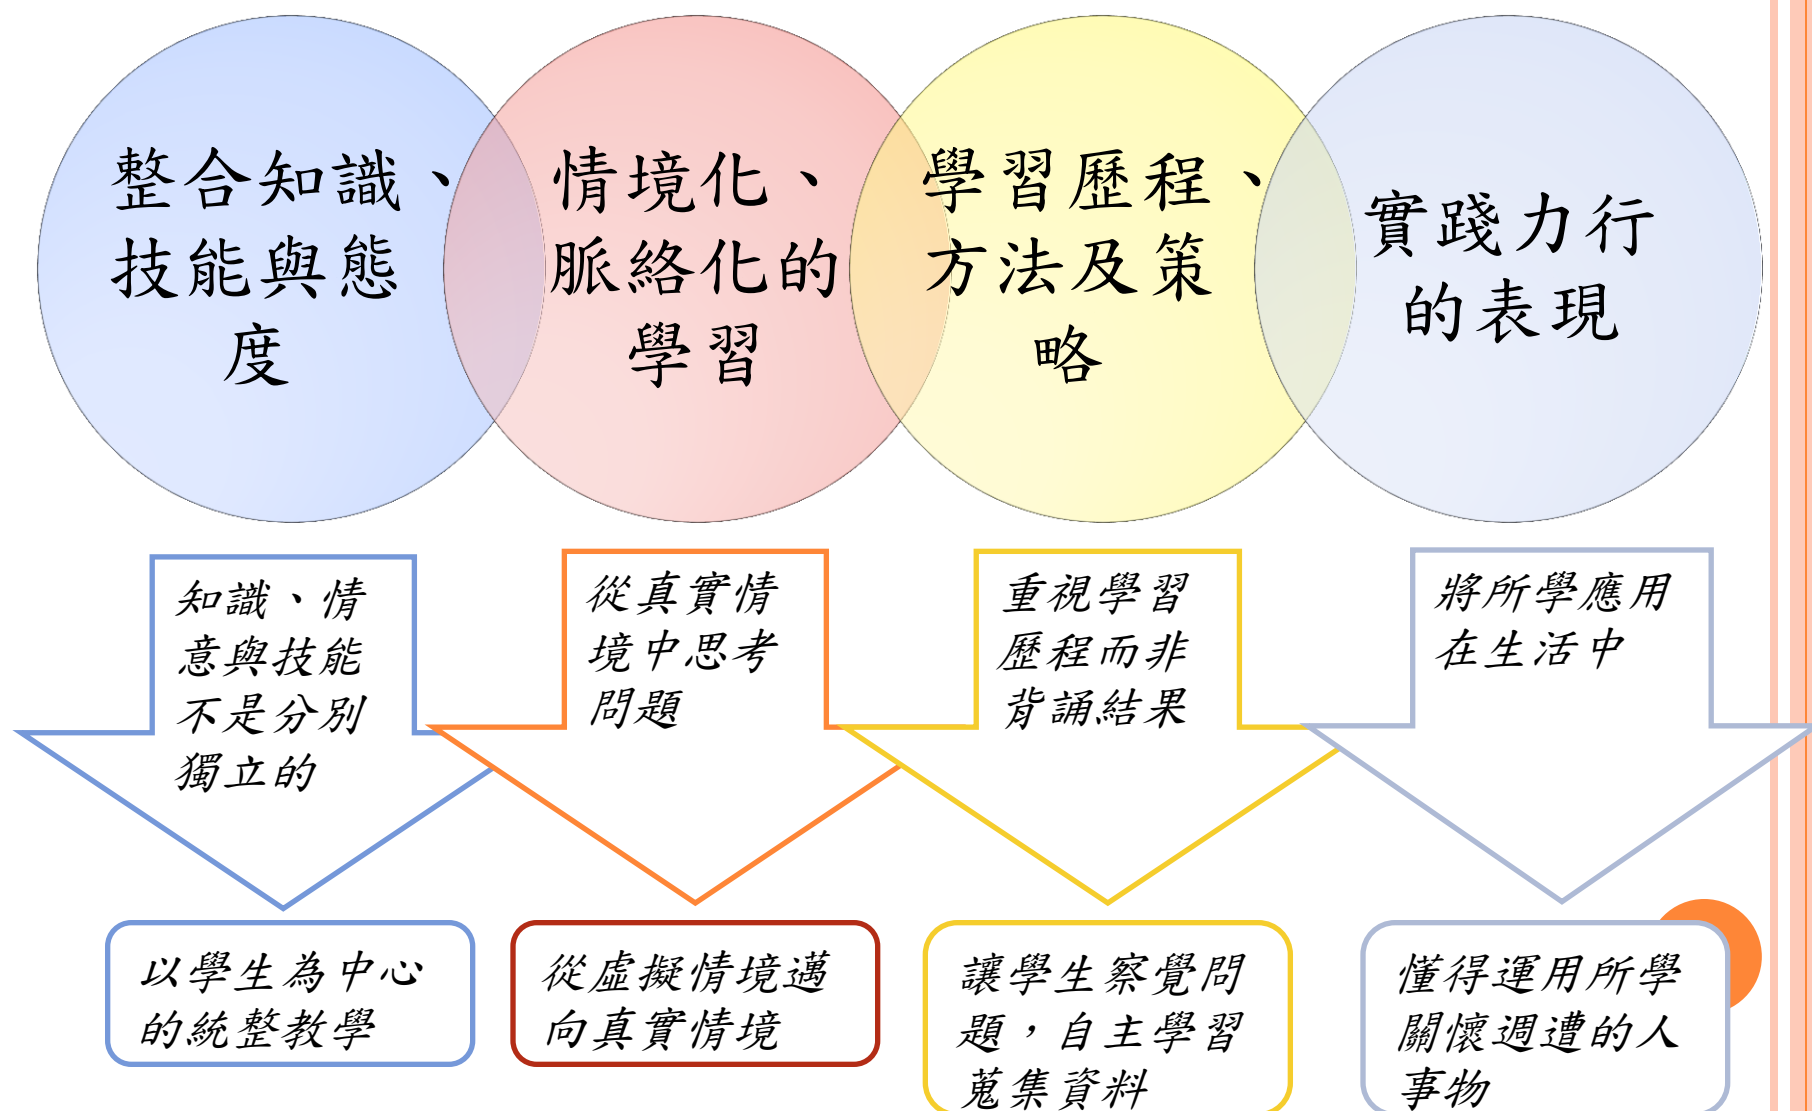 整合知識、
技能與態
度
情境化、
脈絡化的
學習
學習歷程、
方法及策
略
實踐力行
的表現
知識、情
意與技能
不是分別
獨立的
從真實情
境中思考
問題
重視學習
歷程而非
背誦結果
將所學應用
在生活中
以學生為中心
的統整教學
從虛擬情境邁
向真實情境
讓學生察覺問
題，自主學習
蒐集資料
懂得運用所學
關懷週遭的人
事物